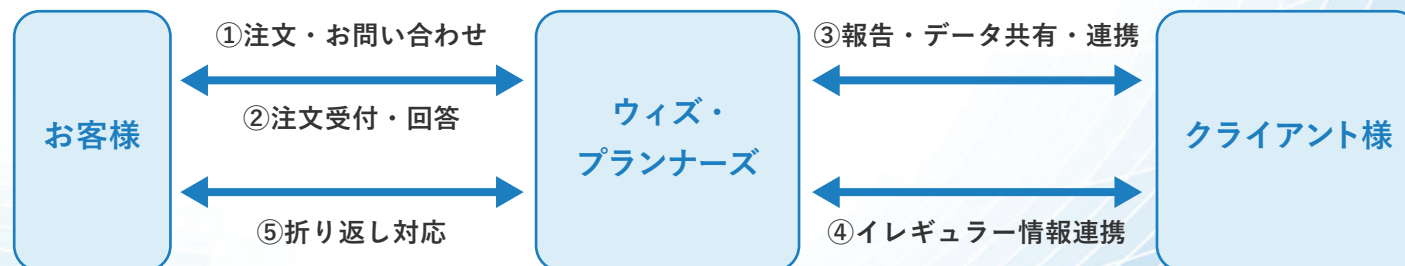 ①注文・お問い合わせ
③報告・データ共有・連携
②注文受付・回答
お客様
ウィズ・
プランナーズ
クライアント様
⑤折り返し対応
④イレギュラー情報連携